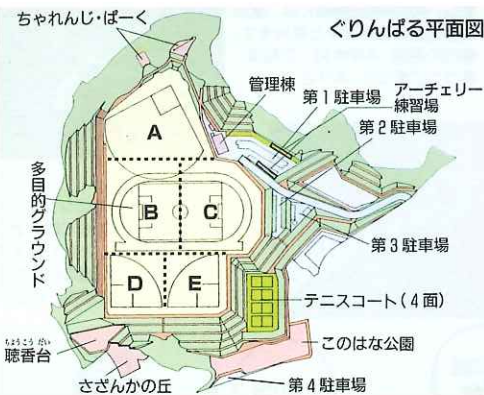 ちゃれんじ・ぱーく
ぐりんぱる平面図
管理棟
第1駐車場
アーチェリー
練習場
第2駐車場
A
多目的グラウンド
B
C
第3駐車場
D
E
テニスコート(4面)
ちょうこう だい
聴香台
このはな公園
さざんかの丘
第4駐車場